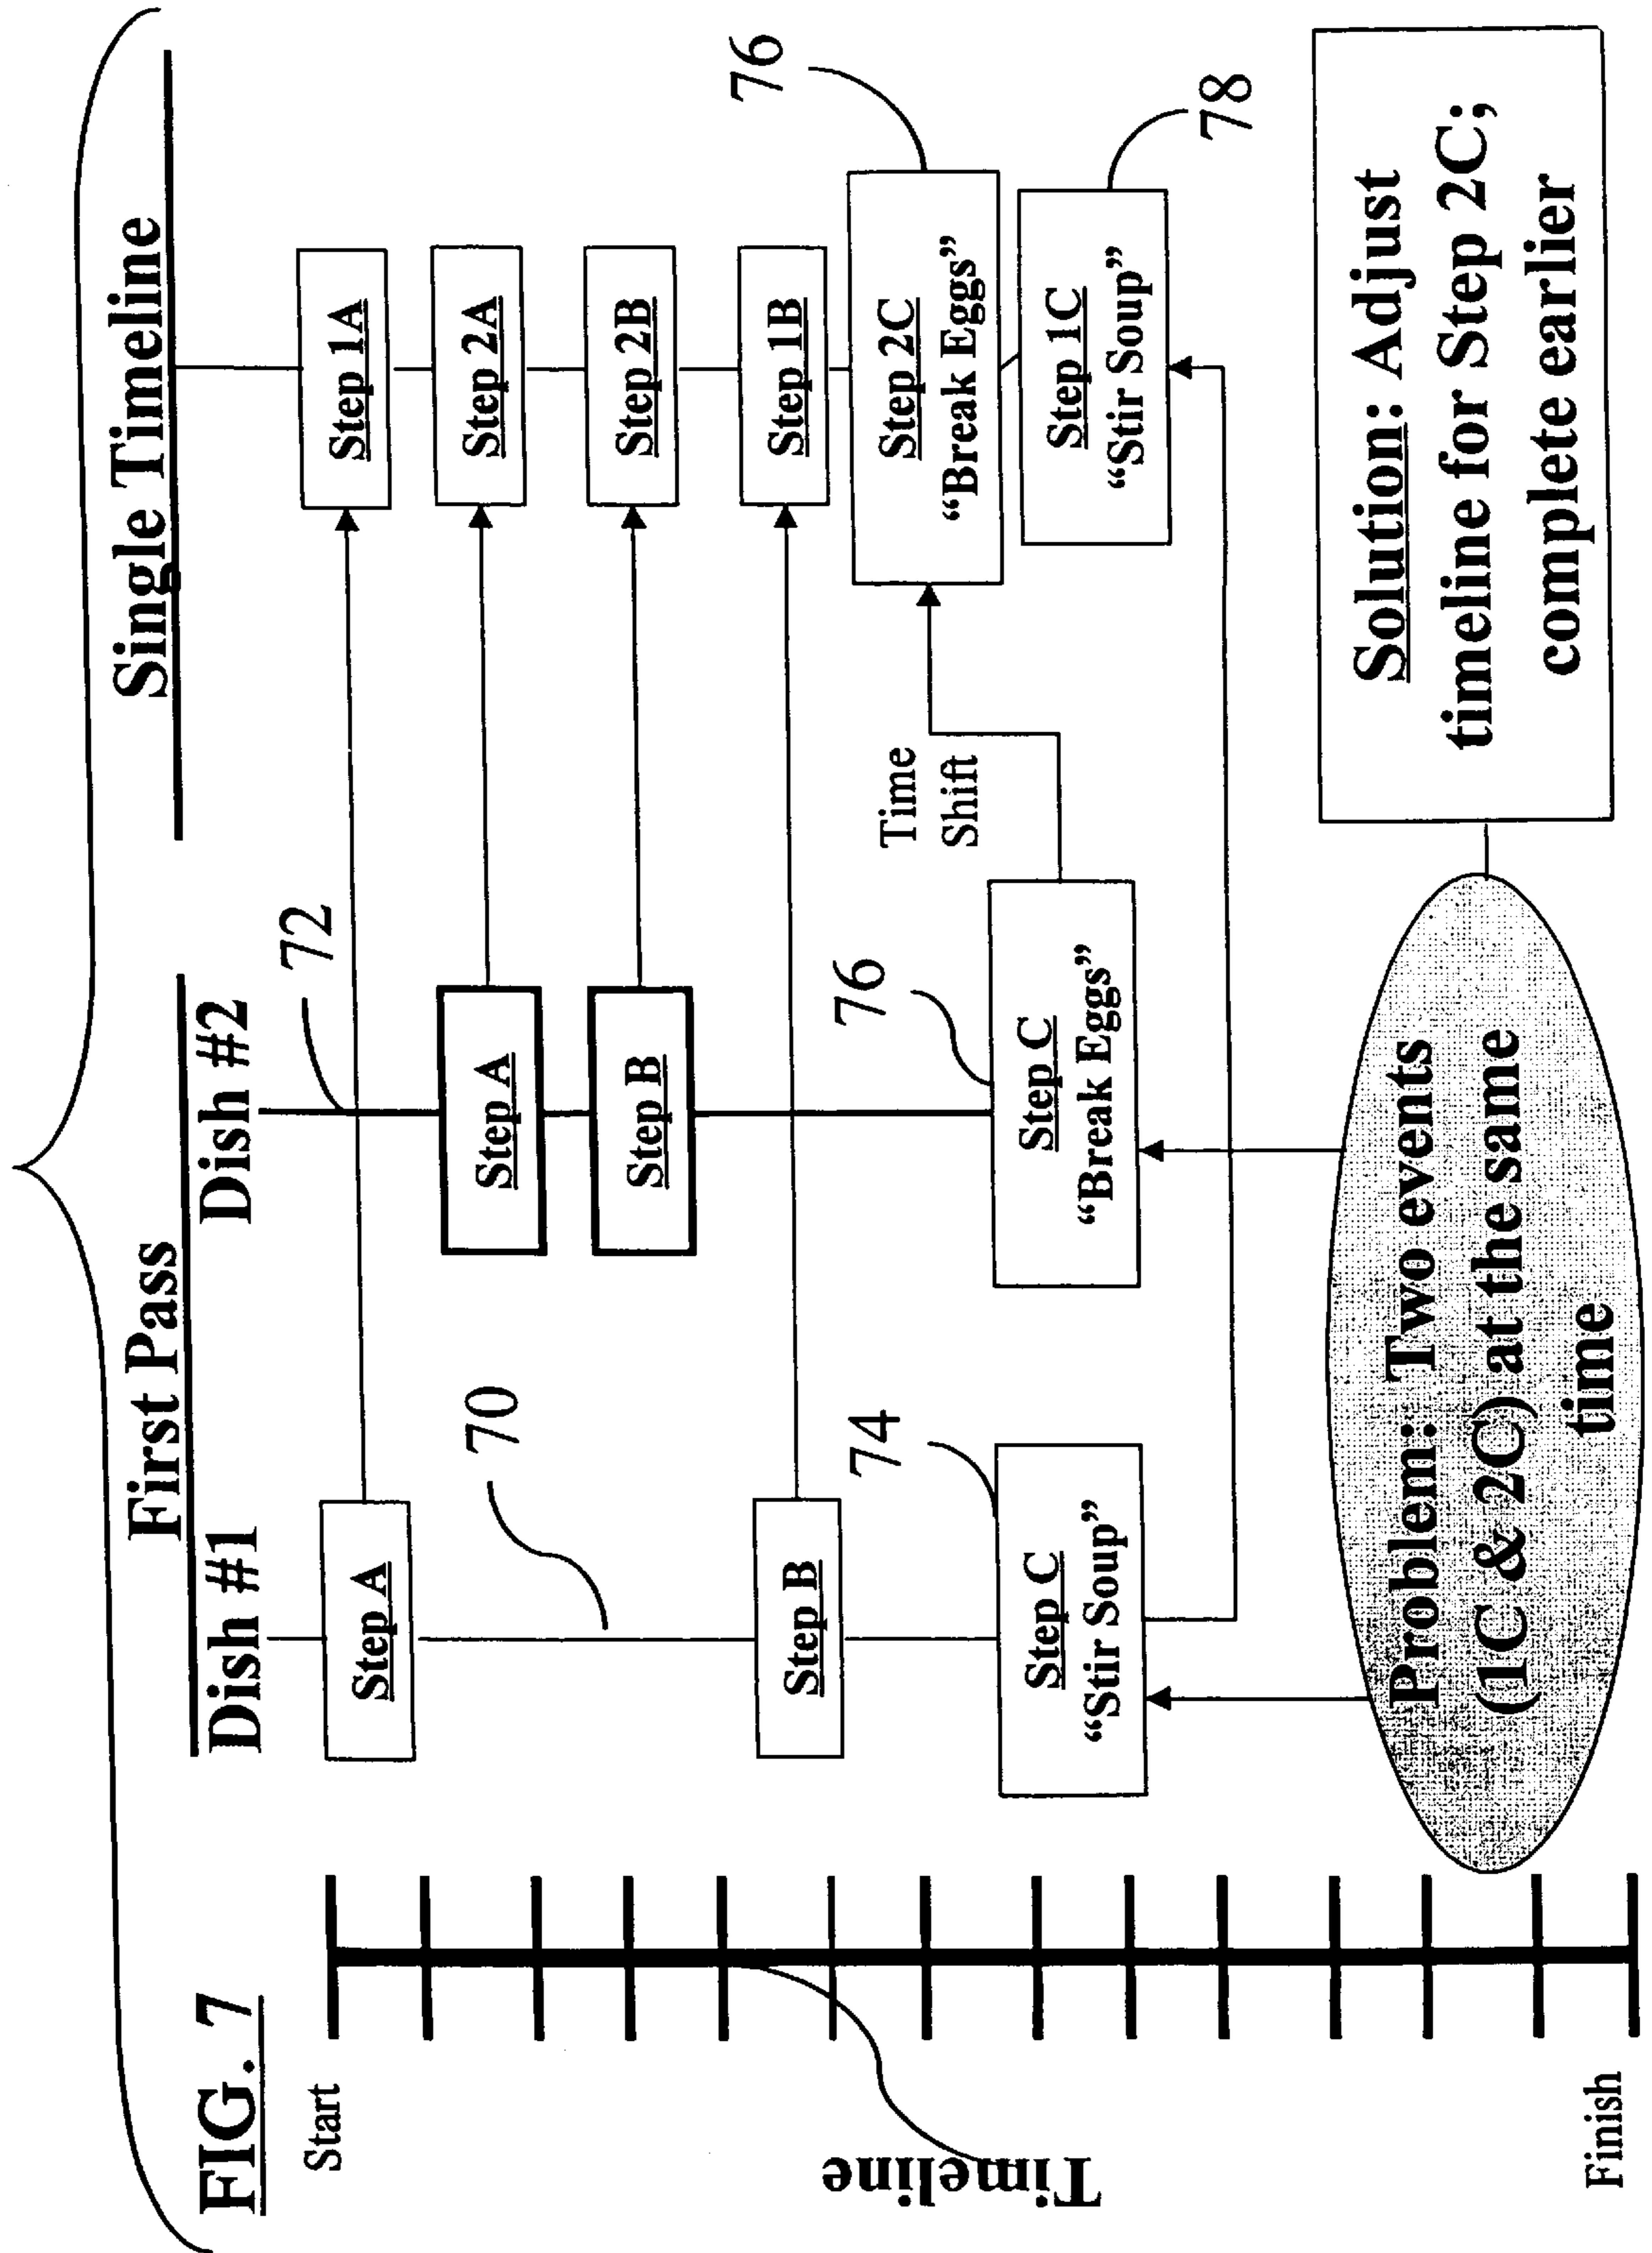 FIG. 7
First Pass
Single Timeline
Dish #1
Dish #2
72
Start
Step A
Step 1A
70
Step A
Step 2A
Step B
Step 2B
Step B
Step 1B
Timeline
74
76
Time
Shift
Step 2C
"Break Eggs"
76
Step C
"Stir Soup"
Step C
"Break Eggs"
Step 1C
"Stir Soup"
78
Problem: Two events
(1C & 2C) at the same
time
Solution: Adjust
timeline for Step 2C;
complete earlier
Finish